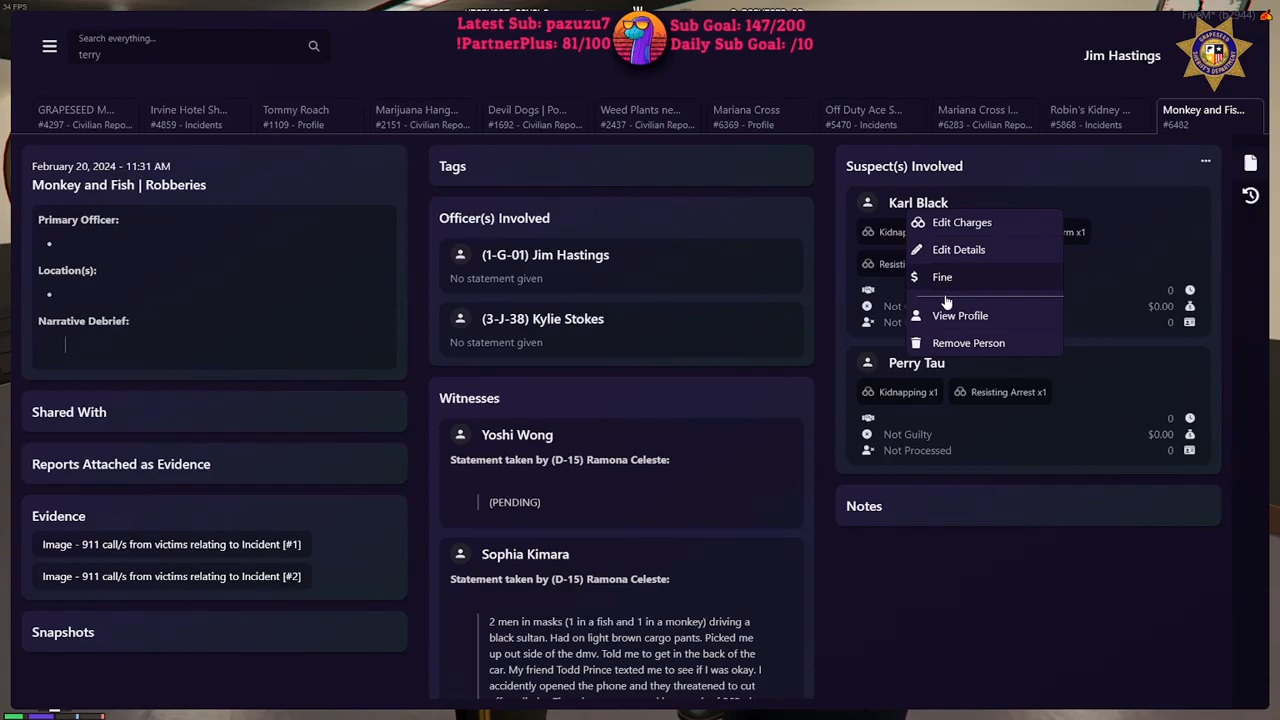 34 FPS
FiveM* (b2944)
Latest Sub: pazuzu7
!PartnerPlus: 81/100
Sub Goal: 147/200
Daily Sub Goal: /10
Search everything...
terry
Jim Hastings
GRAPESEED
GRAPESEED M...
#4297 - Civilian Repo...
Irvine Hotel Sh...
#4859 - Incidents
Tommy Roach
#1109 - Profile
Marijuana Hang...
#2151 - Civilian Repo...
Devil Dogs | Po...
#1692 - Civilian Repo...
Weed Plants ne...
#2437 - Civilian Repo...
Mariana Cross
#6369 - Profile
Off Duty Ace S...
#5470 - Incidents
Mariana Cross I...
#6283 - Civilian Repo...
Robin's Kidney ...
#5868 - Incidents
Monkey and Fis...
#6482
February 20, 2024 - 11:31 AM
Monkey and Fish | Robberies
Primary Officer:
•
Location(s):
•
Narrative Debrief:
Shared With
Reports Attached as Evidence
Evidence
Image - 911 call/s from victims relating to Incident [#1]
Image - 911 call/s from victims relating to Incident [#2]
Snapshots
Tags
Officer(s) Involved
(1-G-01) Jim Hastings
No statement given
(3-J-38) Kylie Stokes
No statement given
Witnesses
Yoshi Wong
Statement taken by (D-15) Ramona Celeste:
(PENDING)
Sophia Kimara
Statement taken by (D-15) Ramona Celeste:
2 men in masks (1 in a fish and 1 in a monkey) driving a
black sultan. Had on light brown cargo pants. Picked me
up out side of the dmv. Told me to get in the back of the
car. My friend Todd Prince texted me to see if I was okay. I
accidently opened the phone and they threatened to cut
Suspect(s) Involved
Karl Black
Edit Charges
Edit Details
Fine
View Profile
Remove Person
Kidnap
rm x1
Resisti
0
Not
$0.00
Not
0
Perry Tau
Kidnapping x1
Resisting Arrest x1
0
Not Guilty
$0.00
Not Processed
0
Notes